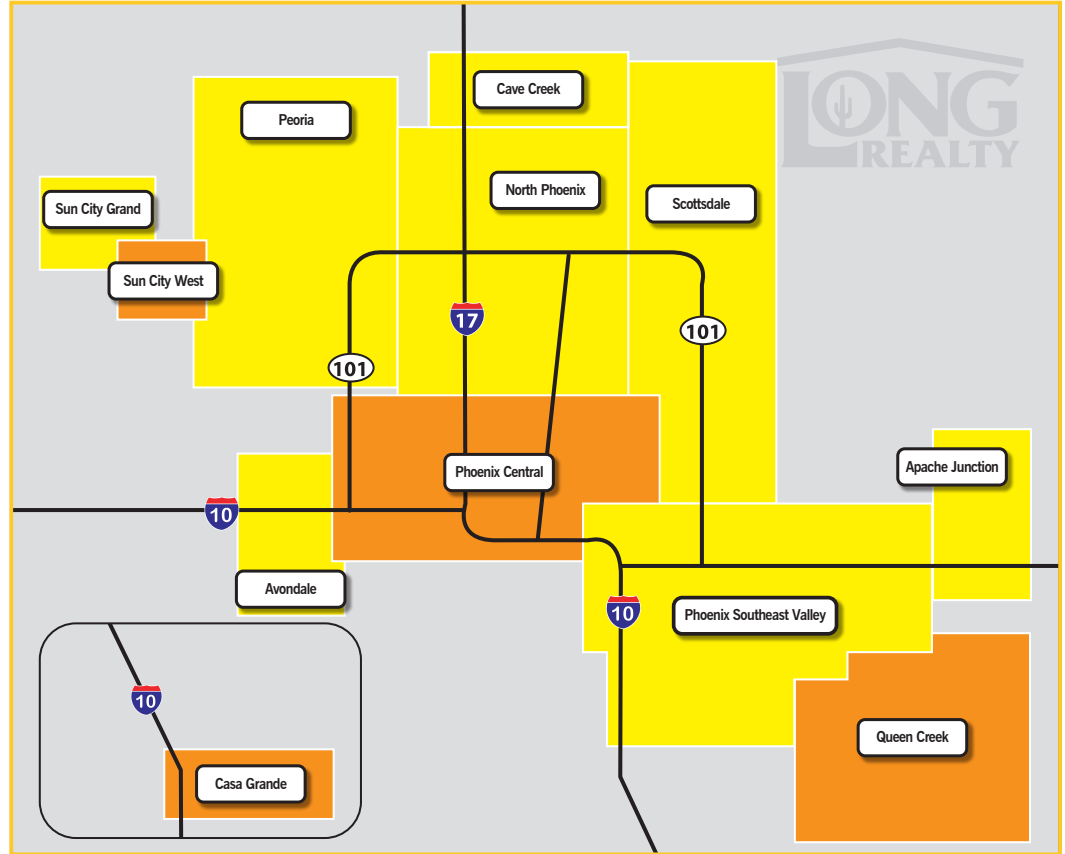 LONG
REALTY
Cave Creek
Peoria
North Phoenix
Scottsdale
Sun City Grand
Sun City West
17
101
101
Phoenix Central
Apache Junction
10
Avondale
10
Phoenix Southeast Valley
10
Queen Creek
Casa Grande